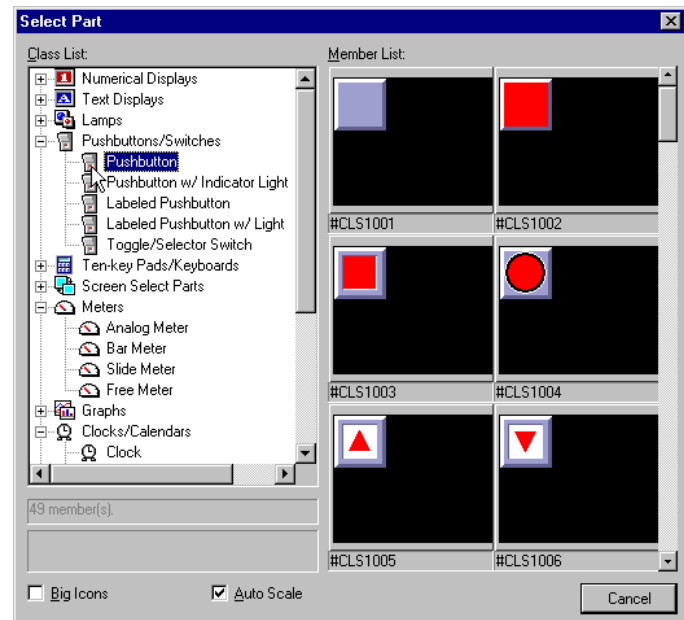 Select Part
Class List:
Numerical Displays
Text Displays
Lamps
Pushbuttons/Switches
Pushbutton
Pushbutton w/ Indicator Light
Labeled Pushbutton
Labeled Pushbutton w/ Light
Toggle/Selector Switch
Ten-key Pads/Keyboards
Screen Select Parts
Meters
Analog Meter
Bar Meter
Slide Meter
Free Meter
Graphs
Clocks/Calendars
Clock
49 member(s).
Member List:
#CLS1001 #CLS1002
#CLS1003 #CLS1004
#CLS1005 #CLS1006
Big Icons Auto Scale Cancel